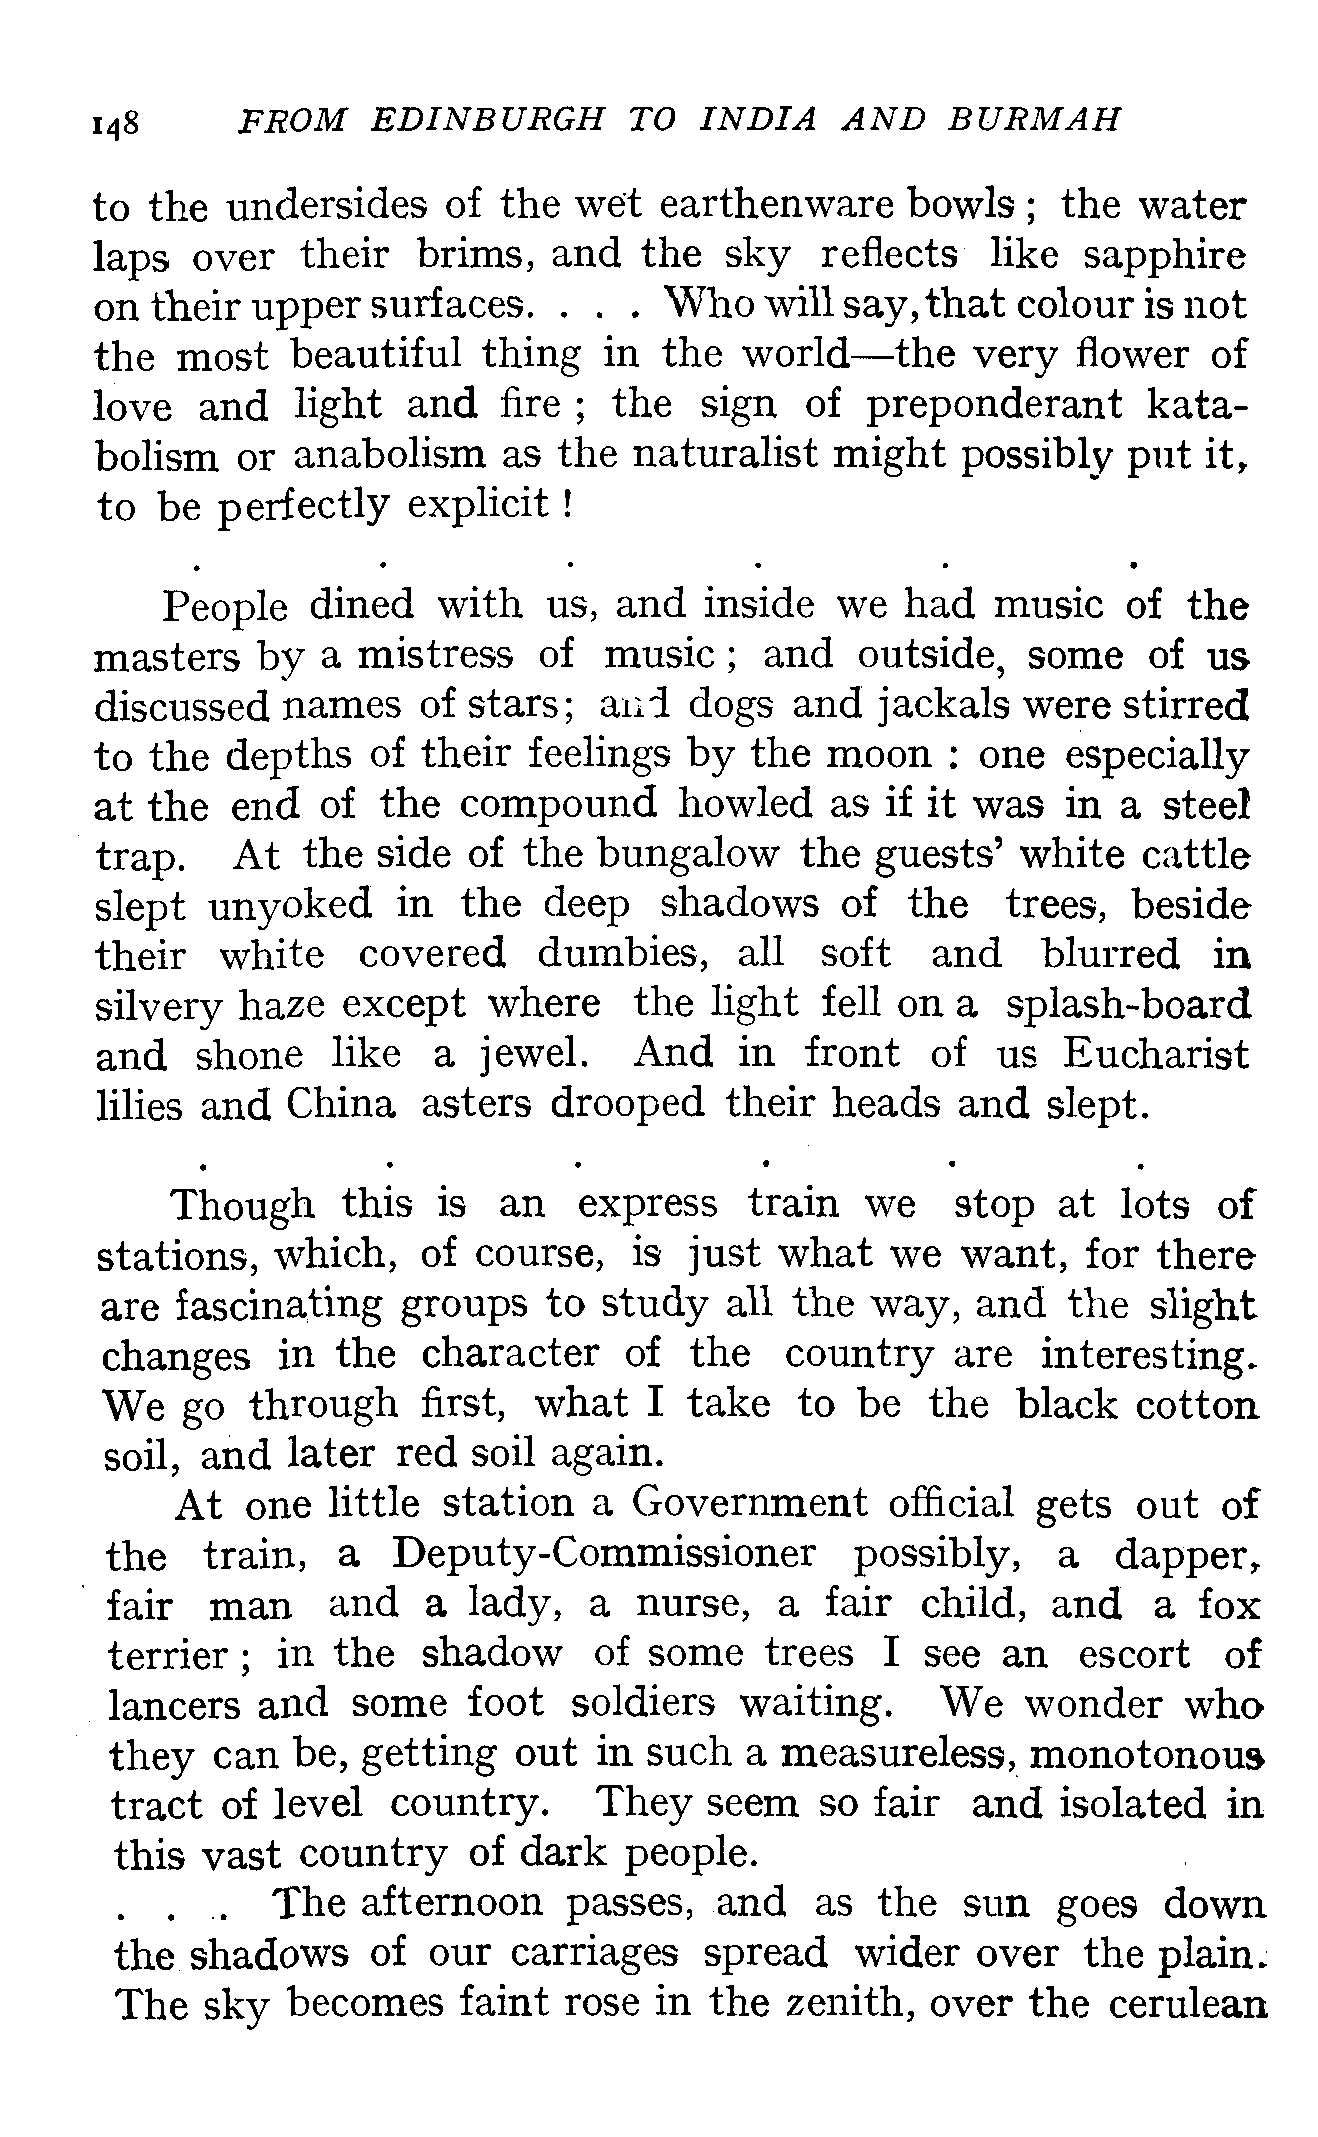 148 FROM EDINBURGH TO INDIA AND BURMAH
to the undersides of the wet earthenware bowls ; the water
laps over their brims, and the sky reflects like sapphire
on their upper surfaces. . . . Who will say, that colour is not
the most beautiful thing in the world—the very flower of
love and light and fire ; the sign of preponderant kata-
bolism or anabolism as the naturalist might possibly put it,
to be perfectly explicit !
. . . . . .
People dined with us, and inside we had music of the
masters by a mistress of music ; and outside, some of us
discussed names of stars; and dogs and jackals were stirred
to the depths of their feelings by the moon : one especially
at the end of the compound howled as if it was in a steel
trap. At the side of the bungalow the guests' white cattle
slept unyoked in the deep shadows of the trees, beside
their white covered dumbies, all soft and blurred in
silvery haze except where the light fell on a splash-board
and shone like a jewel. And in front of us Eucharist
lilies and China asters drooped their heads and slept.
. . . . . .
Though this is an express train we stop at lots of
stations, which, of course, is just what we want, for there
are fascinating groups to study all the way, and the slight
changes in the character of the country are interesting.
We go through first, what I take to be the black cotton
soil, and later red soil again.
At one little station a Government official gets out of
the train, a Deputy-Commissioner possibly, a dapper,
fair man and a lady, a nurse, a fair child, and a fox
terrier ; in the shadow of some trees I see an escort of
lancers and some foot soldiers waiting. We wonder who
they can be, getting out in such a measureless, monotonous
tract of level country. They seem so fair and isolated in
this vast country of dark people.
. . . The afternoon passes, and as the sun goes down
the shadows of our carriages spread wider over the plain.
The sky becomes faint rose in the zenith, over the cerulean